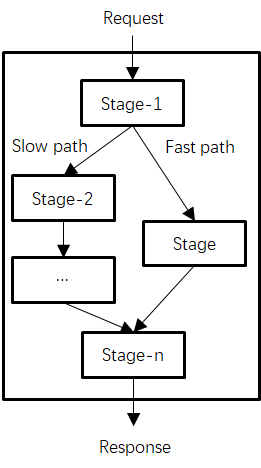 Request
Stage-1
Slow path
Fast path
Stage-2
Stage
...
Stage-n
Response